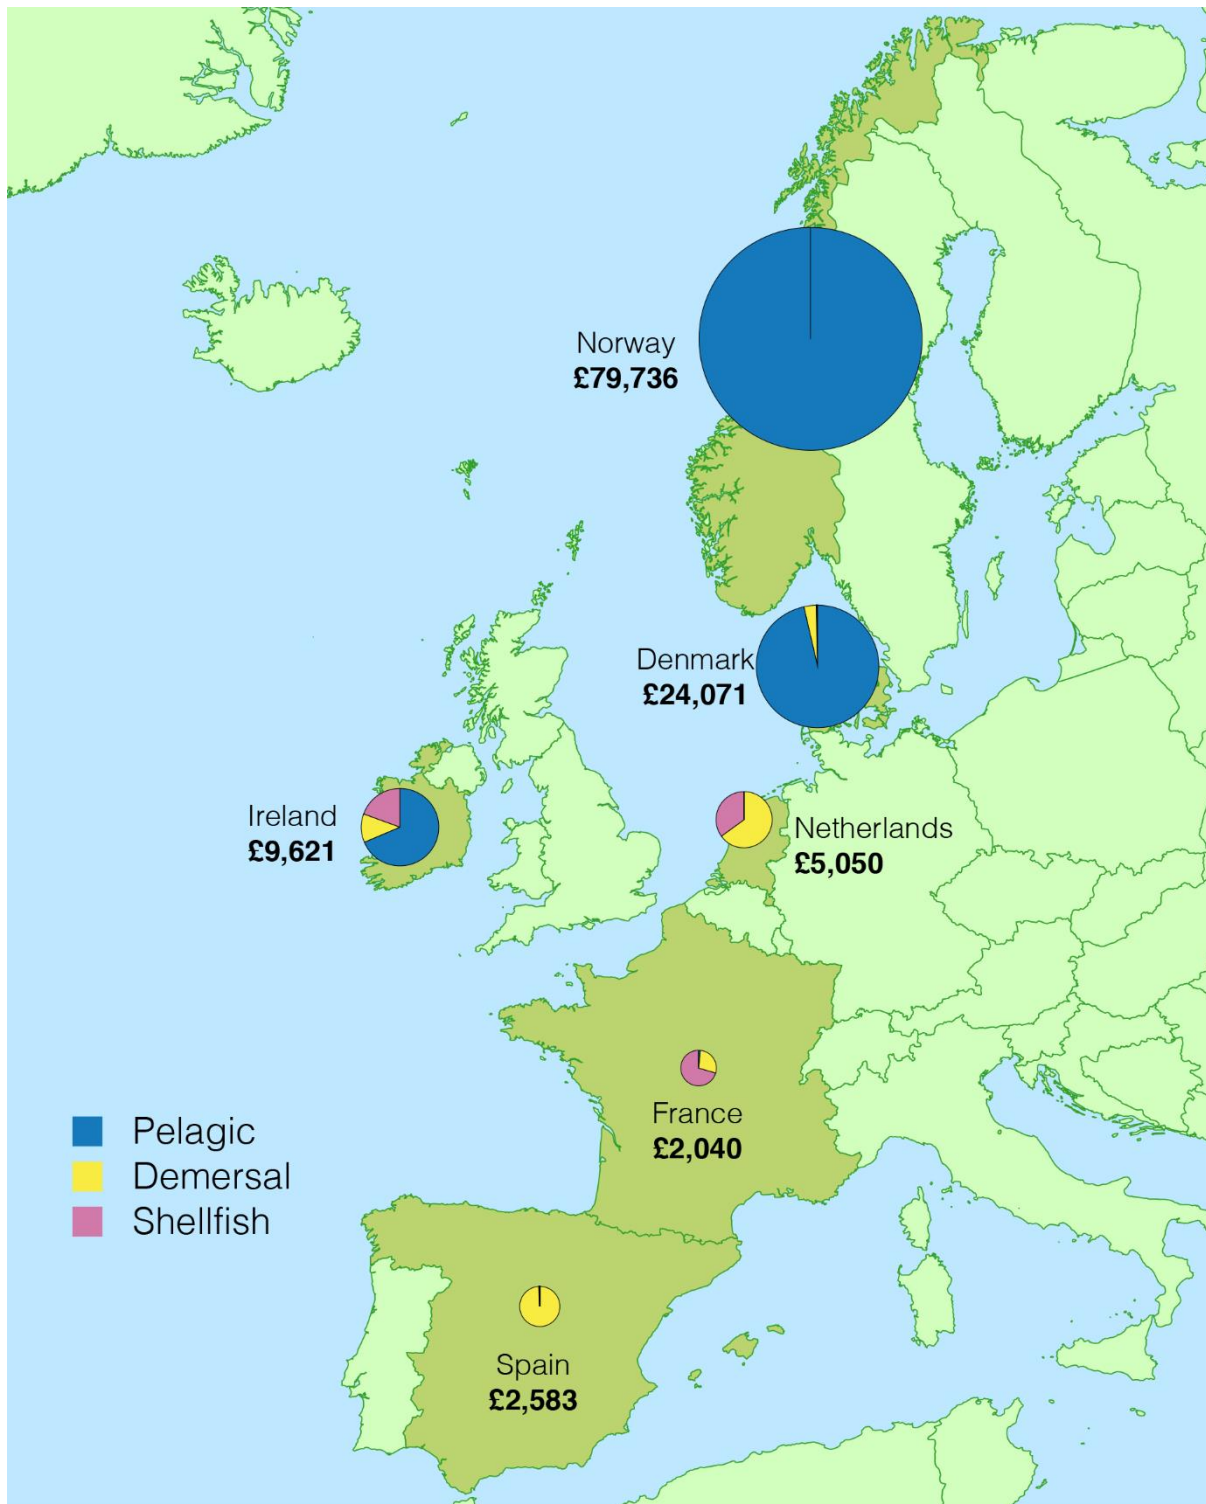 Norway
£79,736
Denmark
£24,071
Ireland
£9,621
Netherlands
£5,050
France
£2,040
Pelagic
Demersal
Shellfish
Spain
£2,583